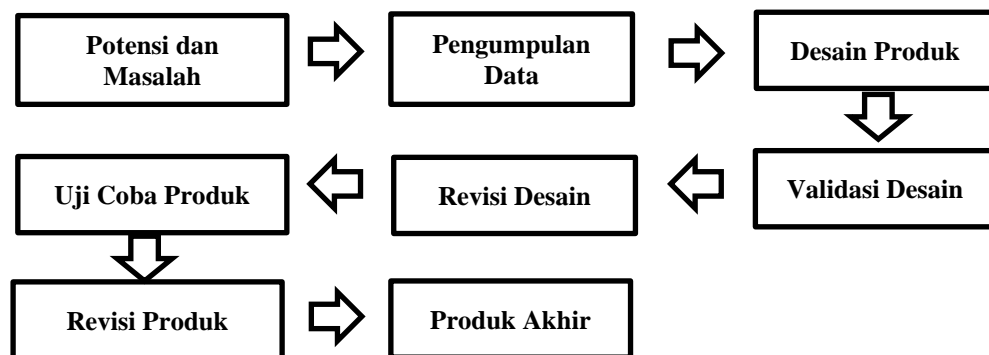 Potensi dan
Masalah
Pengumpulan
Data
Desain Produk
Validasi Desain
Revisi Desain
Uji Coba Produk
Revisi Produk
Produk Akhir